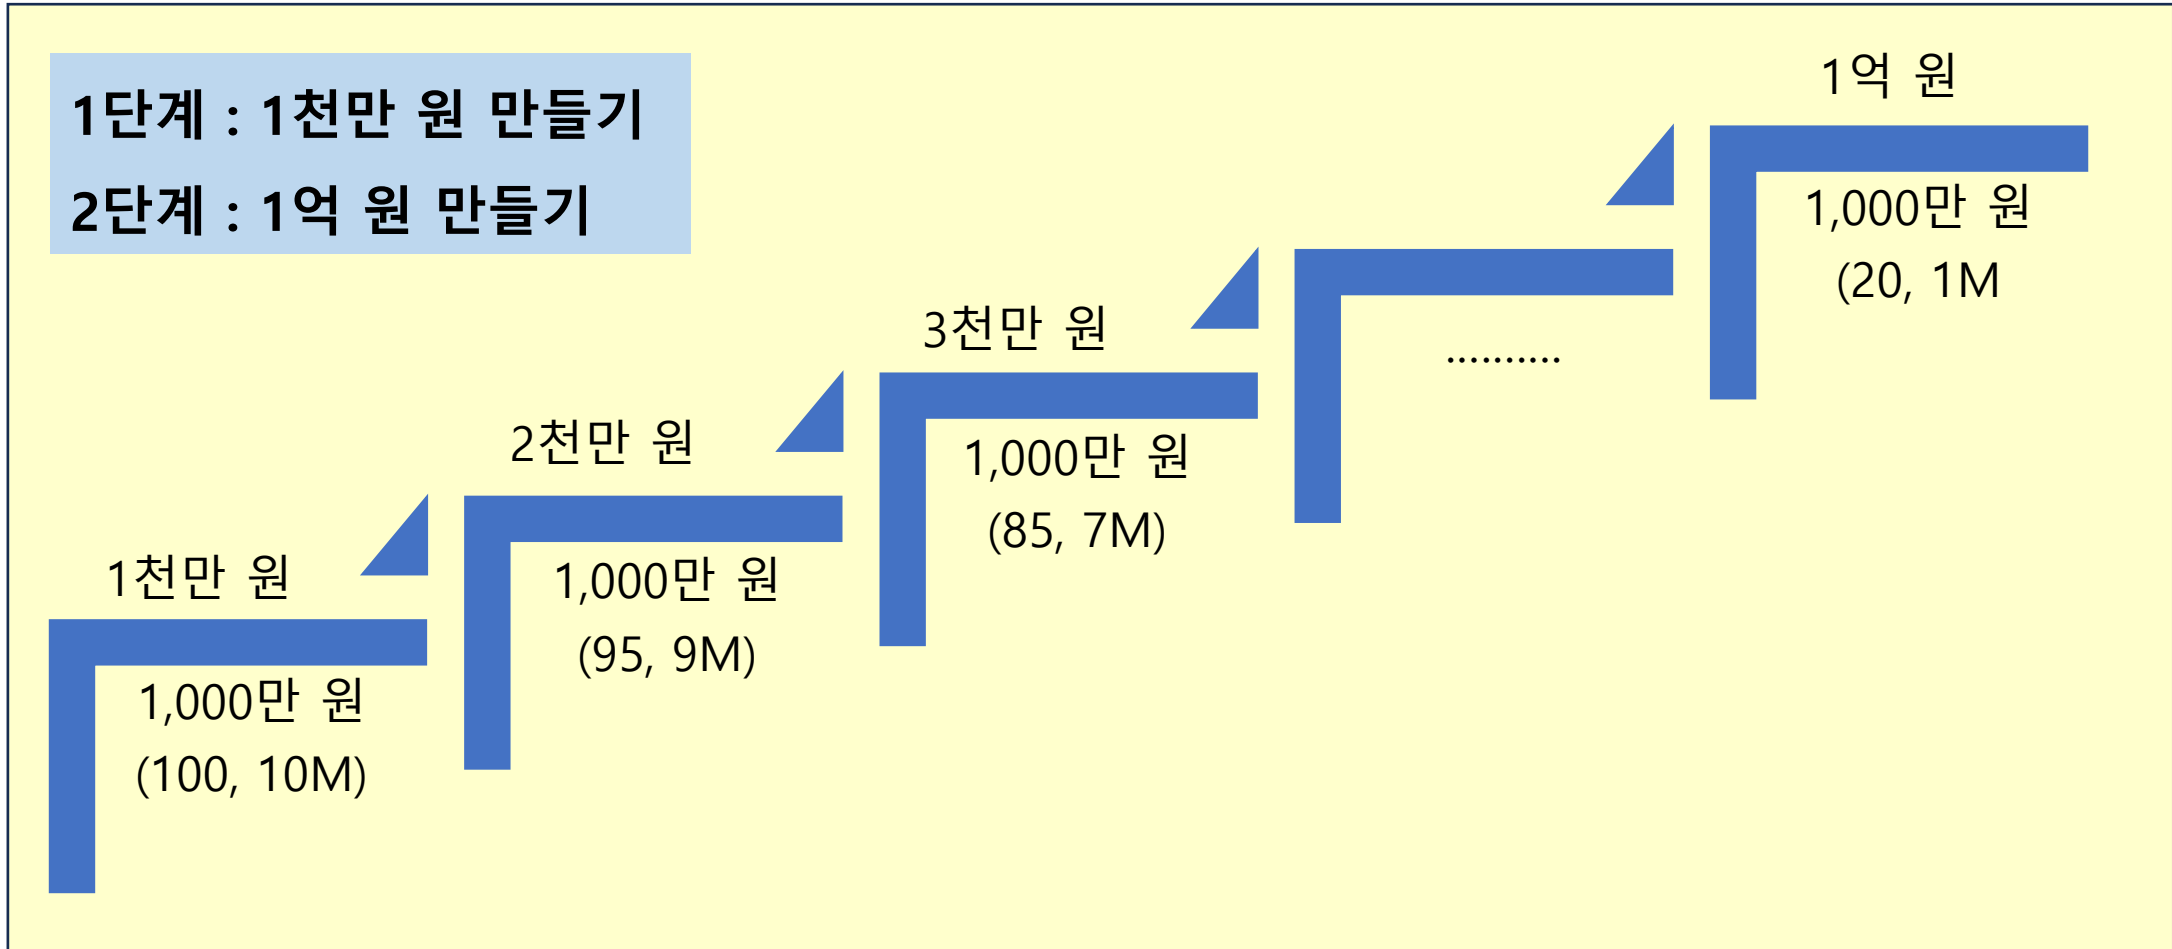 1단계 : 1천만 원 만들기
2단계 : 1억 원 만들기
1천만 원
1,000만 원
(100, 10M)
2천만 원
1,000만 원
(95, 9M)
3천만 원
1,000만 원
(85, 7M)
..........
1억 원
1,000만 원
(20, 1M